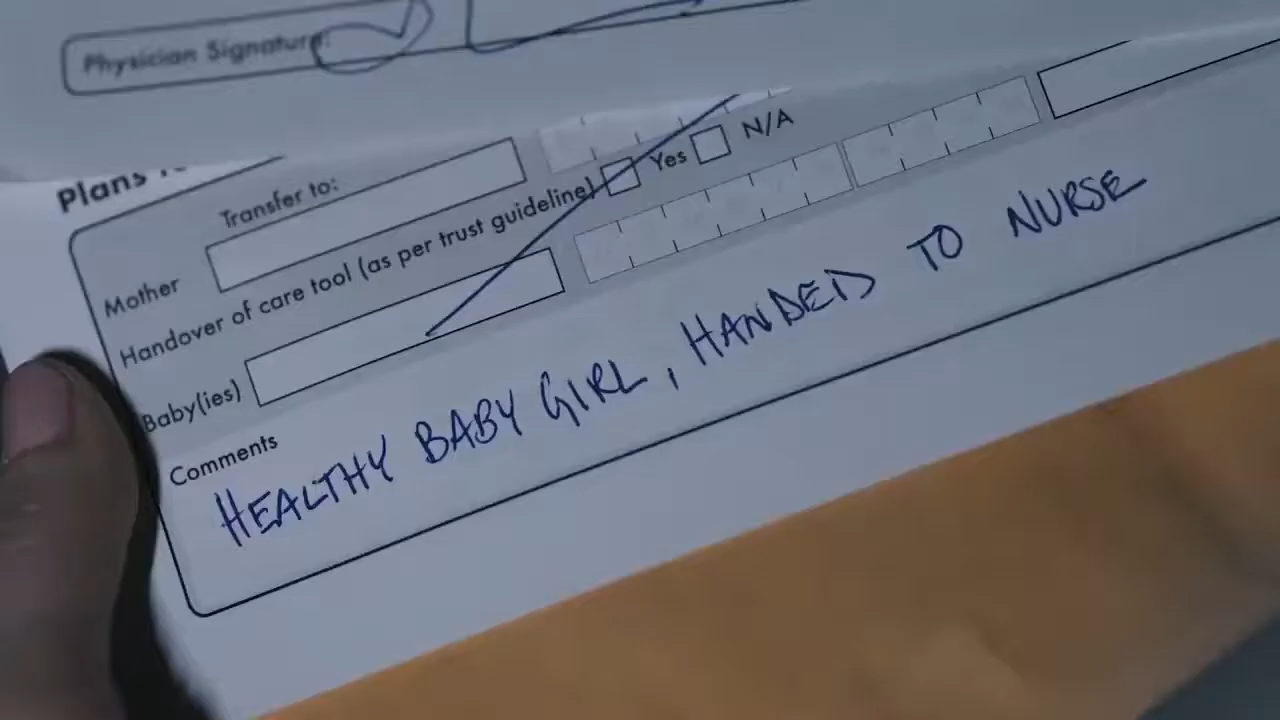 Physician Signature:
Plans
Transfer to:
Mother
Handover of care tool (as per trust guideline) Yes N/A
Baby(ies)
Comments
HEALTHY BABY GIRL, HANDED TO NURSE